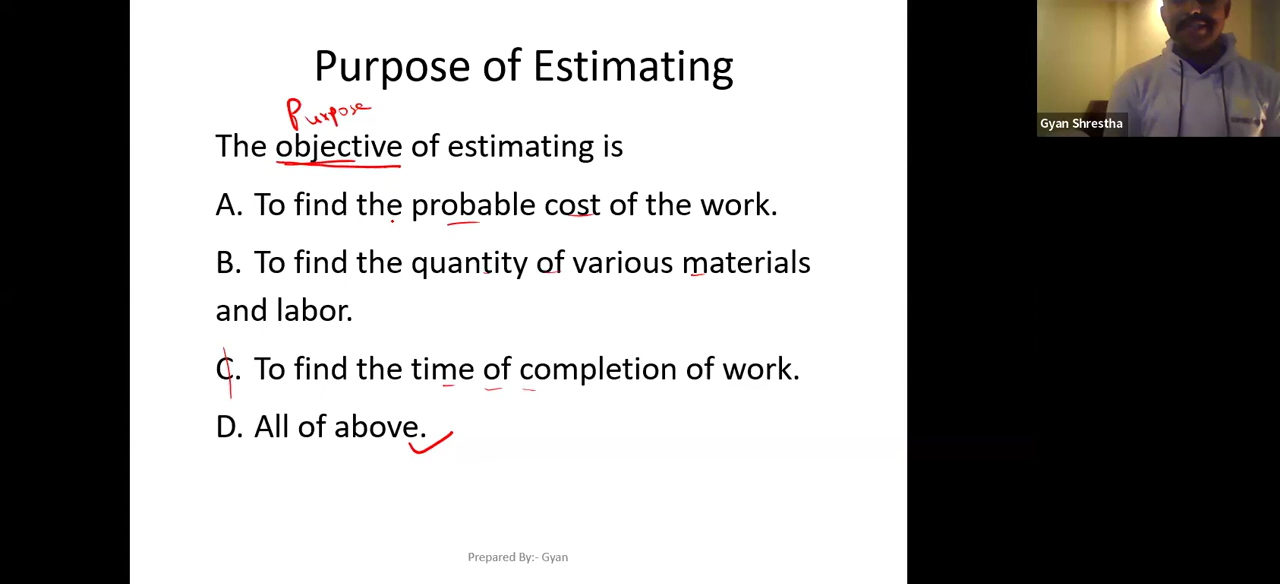 Purpose of Estimating
Purpose
The objective of estimating is
A. To find the probable cost of the work.
B. To find the quantity of various materials
and labor.
C. To find the time of completion of work.
D. All of above.
Prepared By:- Gyan
Gyan Shrestha